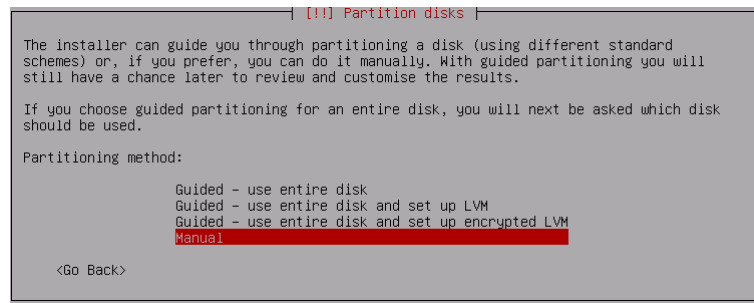 [!!] Partition disks
The installer can guide you through partitioning a disk (using different standard
schemes) or, if you prefer, you can do it manually. With guided partitioning you will
still have a chance later to review and customise the results.
If you choose guided partitioning for an entire disk, you will next be asked which disk
should be used.
Partitioning method:
Guided - use entire disk
Guided - use entire disk and set up LVM
Guided - use entire disk and set up encrypted LVM
Manual
<Go Back>